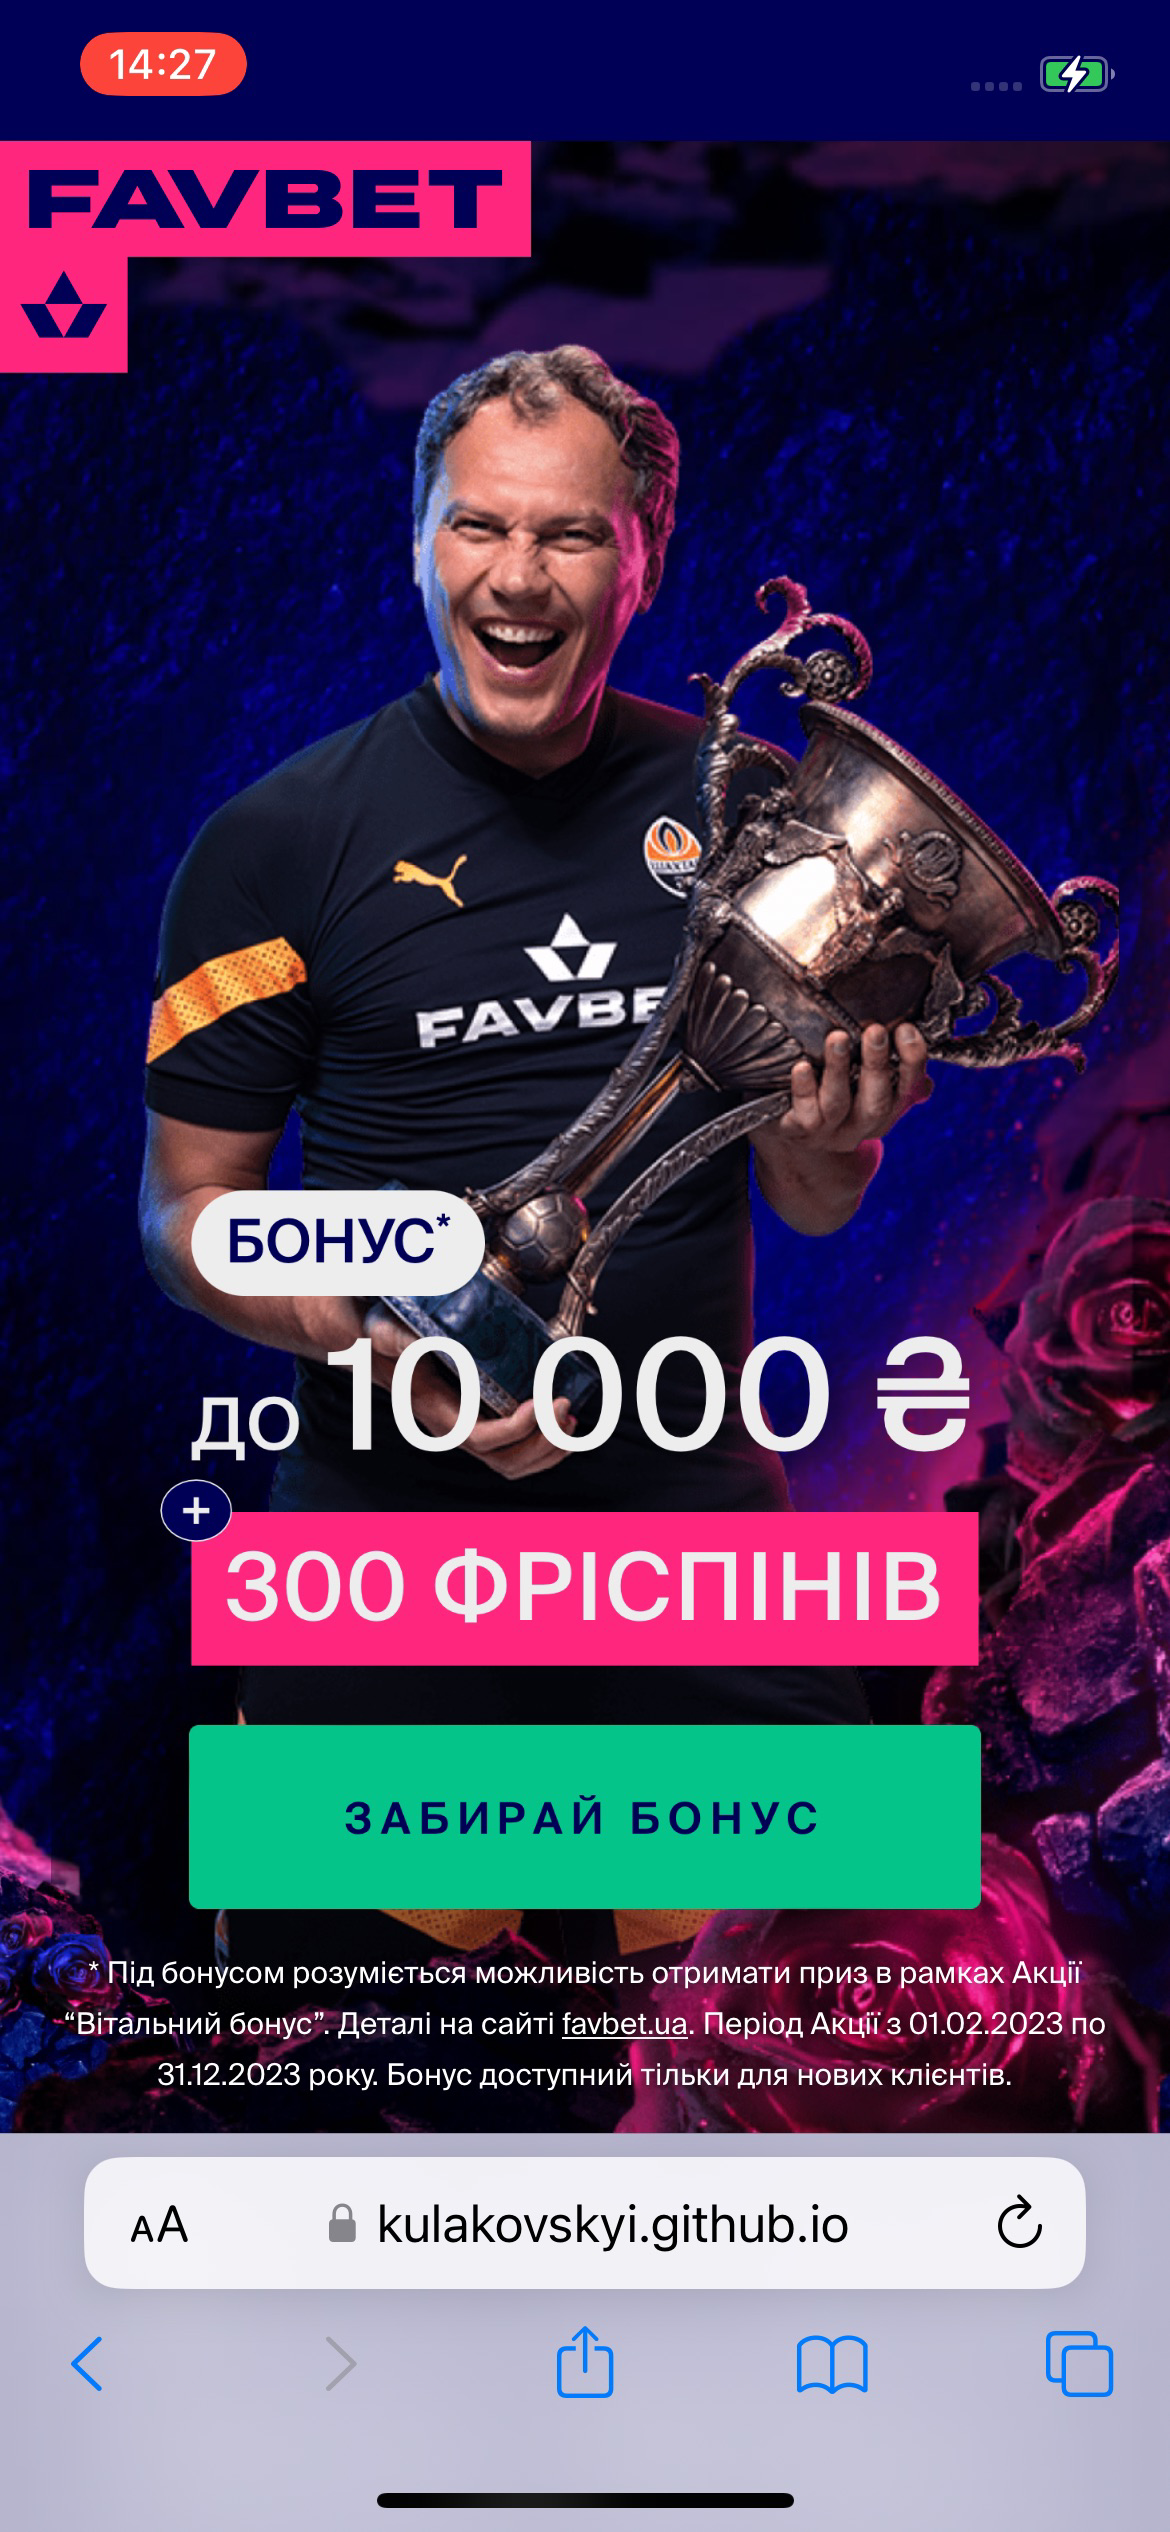 14:27
FAVBET
FAVBE
БОНУС*
до 10 000 ₴
+
300 ФРІСПІНІВ
ЗАБИРАЙ БОНУС
* Під бонусом розуміється можливість отримати приз в рамках Акції
“Вітальний бонус”. Деталі на сайті favbet.ua. Період Акції з 01.02.2023 по
31.12.2023 року. Бонус доступний тільки для нових клієнтів.
AA kulakovskyi.github.io